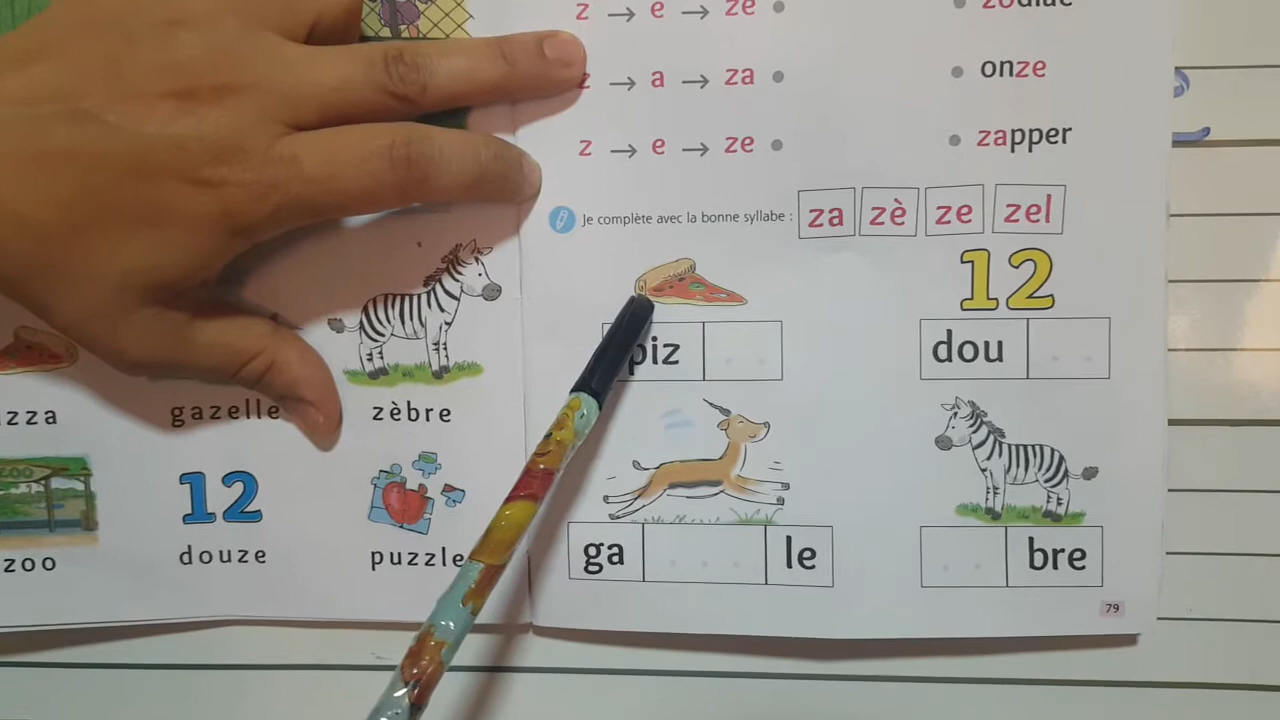 z → e → ze
z → a → za
onze
z → e → ze
zapper
Je complète avec la bonne syllabe : za zè ze zel
12
piz
dou
gazelle
zèbre
ZOO
12
zoo
douze
puzzle
ga
le
bre
79